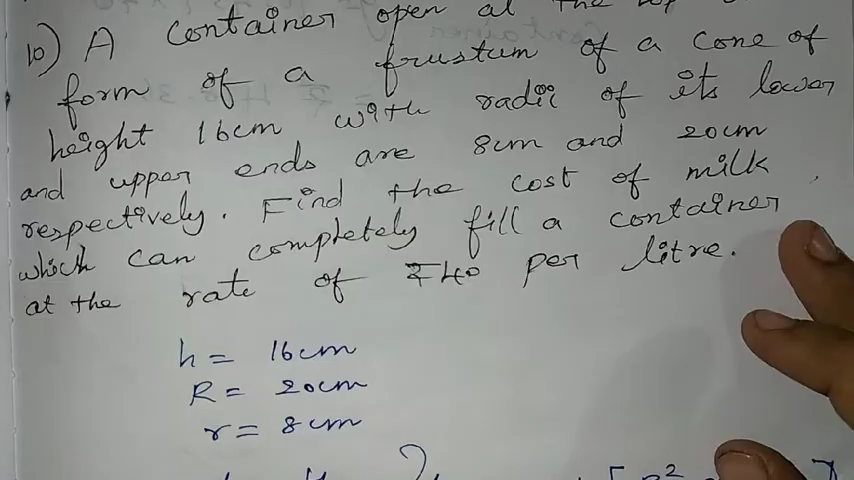 10) A container open at the top
form of a frustum of a cone of
height 16cm with radii of its lower
and upper ends are 8cm and 20cm
respectively. Find the cost of milk
which can completely fill a container
at the rate of ₹40 per litre.
h = 16cm
R = 20cm
r = 8cm